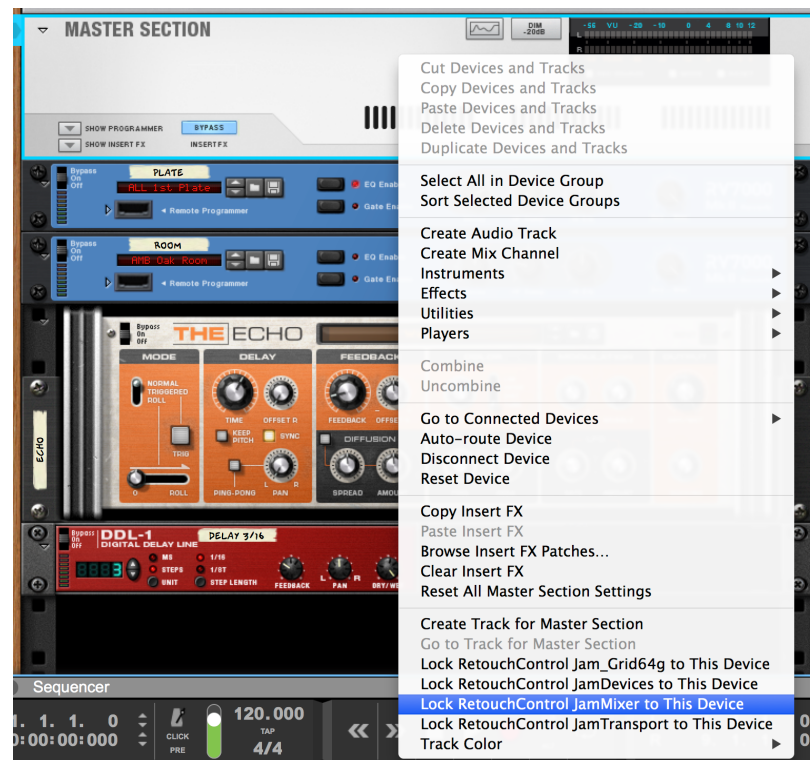 MASTER SECTION
DIM
-20dB
-56 VU -20 -10 0 4 8 10 12
L
R
SHOW PROGRAMMER
BYPASS
SHOW INSERT FX
INSERT FX
Bypass
On
Off
PLATE
ALL 1st Plate
Remote Programmer
EQ Enab
Gate En
Bypass
On
Off
ROOM
AMB Oak Room
Remote Programmer
EQ Enab
Gate En
Bypass
On
Off
THE ECHO
MODE
DELAY
FEEDBACK
NORMAL
TRIGGERED
ROLL
TIME
OFFSET R
FEEDBACK
OFFSE
KEEP
PITCH
SYNC
DIFFUSION
TRIG
ECHO
L
R
0
ROLL
PING-PONG
PAN
SPREAD
AMOU
Bypass
On
Off
DDL-1
DIGITAL DELAY LINE
DELAY 3/16
MS
STEPS
UNIT
1/16
1/8T
STEP LENGTH
3
FEEDBACK
L
R
PAN
DRY/WE
Cut Devices and Tracks
Copy Devices and Tracks
Paste Devices and Tracks
Delete Devices and Tracks
Duplicate Devices and Tracks
Select All in Device Group
Sort Selected Device Groups
Create Audio Track
Create Mix Channel
Instruments
Effects
Utilities
Players
Combine
Uncombine
Go to Connected Devices
Auto-route Device
Disconnect Device
Reset Device
Copy Insert FX
Paste Insert FX
Browse Insert FX Patches...
Clear Insert FX
Reset All Master Section Settings
Create Track for Master Section
Go to Track for Master Section
Lock RetouchControl Jam_Grid64g to This Device
Lock RetouchControl JamDevices to This Device
Lock RetouchControl JamMixer to This Device
Lock RetouchControl JamTransport to This Device
Track Color
Sequencer
1. 1. 1. 0
0:00:00:000
CLICK
PRE
120.000
TAP
4/4